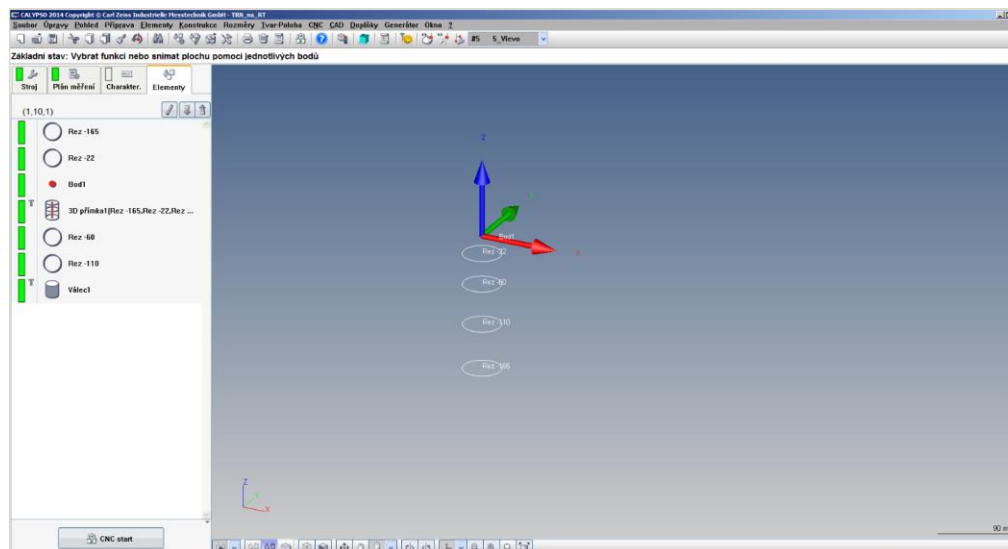 CALYPSO 2014 Copyright © Carl Zeiss Industrielle Messtechnik GmbH - TRR_na_RT
Soubor Úpravy Pohled Příprava Elementy Konstrukce Rozměry Tvar-Poloha CNC CAD Doplňky Generátor Okna ?
#5 5_Vlevo
Základní stav: Vybrat funkci nebo snímat plochu pomocí jednotlivých bodů
Stroj Plán měření Charakter. Elementy
(1,10,1)
Rez -165
Rez -22
Bod1
T 3D přímka1(Rez -165,Rez -22,Rez ...
Rez -60
Rez -110
T Válec1
Z
Bod1
X
Rez -22
Rez -60
Rez -110
Rez -165
Z
Y
X
90
CNC start